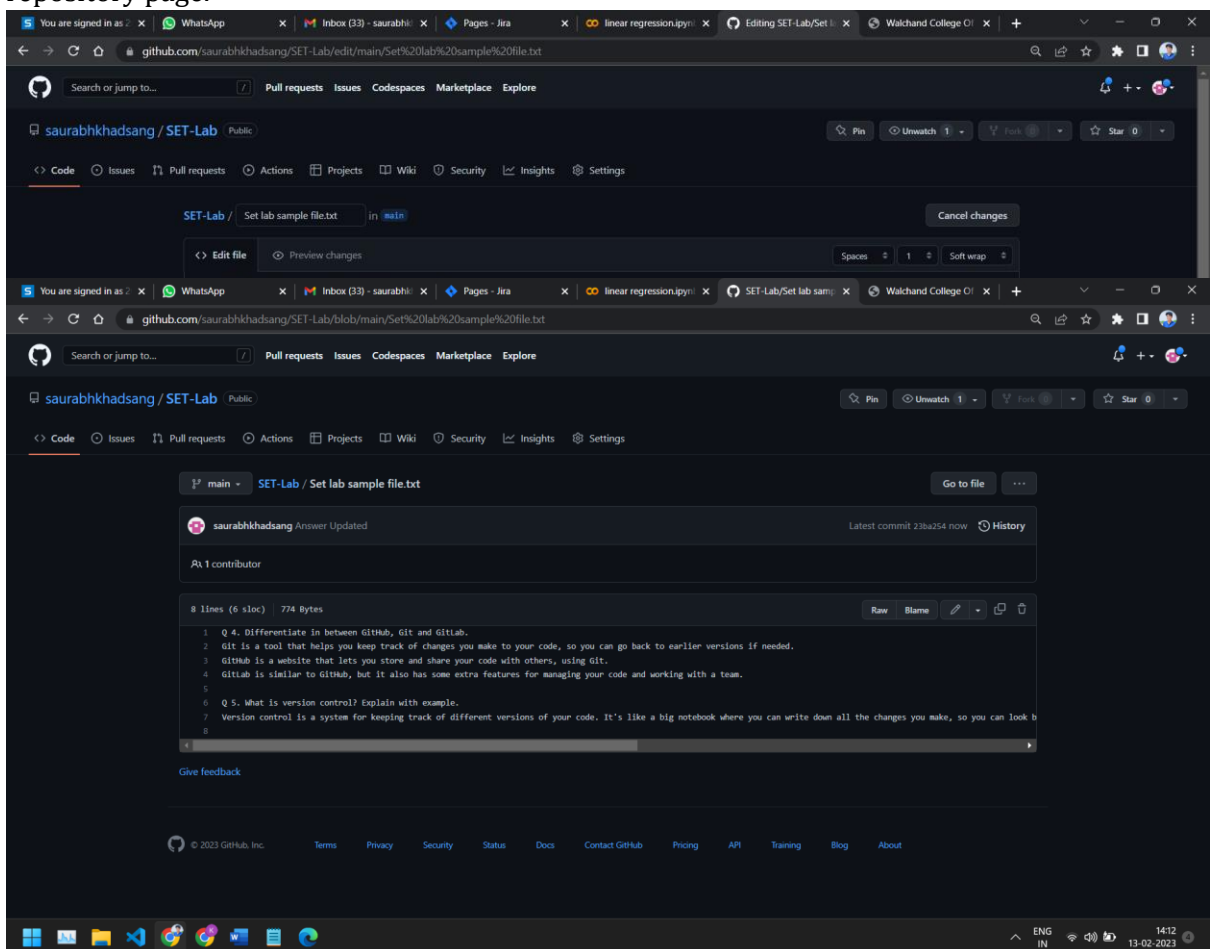 repository page.
You are signed in as 2 WhatsApp Inbox (33) - saurabhk Pages - Jira linear regression.ipyn Editing SET-Lab/Set l Walchand College Of
github.com/saurabhkhadsang/SET-Lab/edit/main/Set%20lab%20sample%20file.txt
Search or jump to... / Pull requests Issues Codespaces Marketplace Explore
saurabhkhadsang / SET-Lab Public Pin Unwatch 1 Fork 0 Star 0
<> Code Issues Pull requests Actions Projects Wiki Security Insights Settings
SET-Lab / Set lab sample file.txt in main Cancel changes
<> Edit file Preview changes Spaces 1 Soft wrap
You are signed in as 2 WhatsApp Inbox (33) - saurabhk Pages - Jira linear regression.ipyn SET-Lab/Set lab samp Walchand College Of
github.com/saurabhkhadsang/SET-Lab/blob/main/Set%20lab%20sample%20file.txt
Search or jump to... / Pull requests Issues Codespaces Marketplace Explore
saurabhkhadsang / SET-Lab Public Pin Unwatch 1 Fork 0 Star 0
<> Code Issues Pull requests Actions Projects Wiki Security Insights Settings
main SET-Lab / Set lab sample file.txt Go to file ...
saurabhkhadsang Answer Updated Latest commit 23ba254 now History
1 contributor
8 lines (6 sloc) 774 Bytes Raw Blame
1 Q 4. Differentiate in between GitHub, Git and GitLab.
2 Git is a tool that helps you keep track of changes you make to your code, so you can go back to earlier versions if needed.
3 GitHub is a website that lets you store and share your code with others, using Git.
4 GitLab is similar to GitHub, but it also has some extra features for managing your code and working with a team.
5
6 Q 5. What is version control? Explain with example.
7 Version control is a system for keeping track of different versions of your code. It's like a big notebook where you can write down all the changes you make, so you can look b
8
Give feedback
© 2023 GitHub, Inc. Terms Privacy Security Status Docs Contact GitHub Pricing API Training Blog About
ENG 14:12
IN 13-02-2023